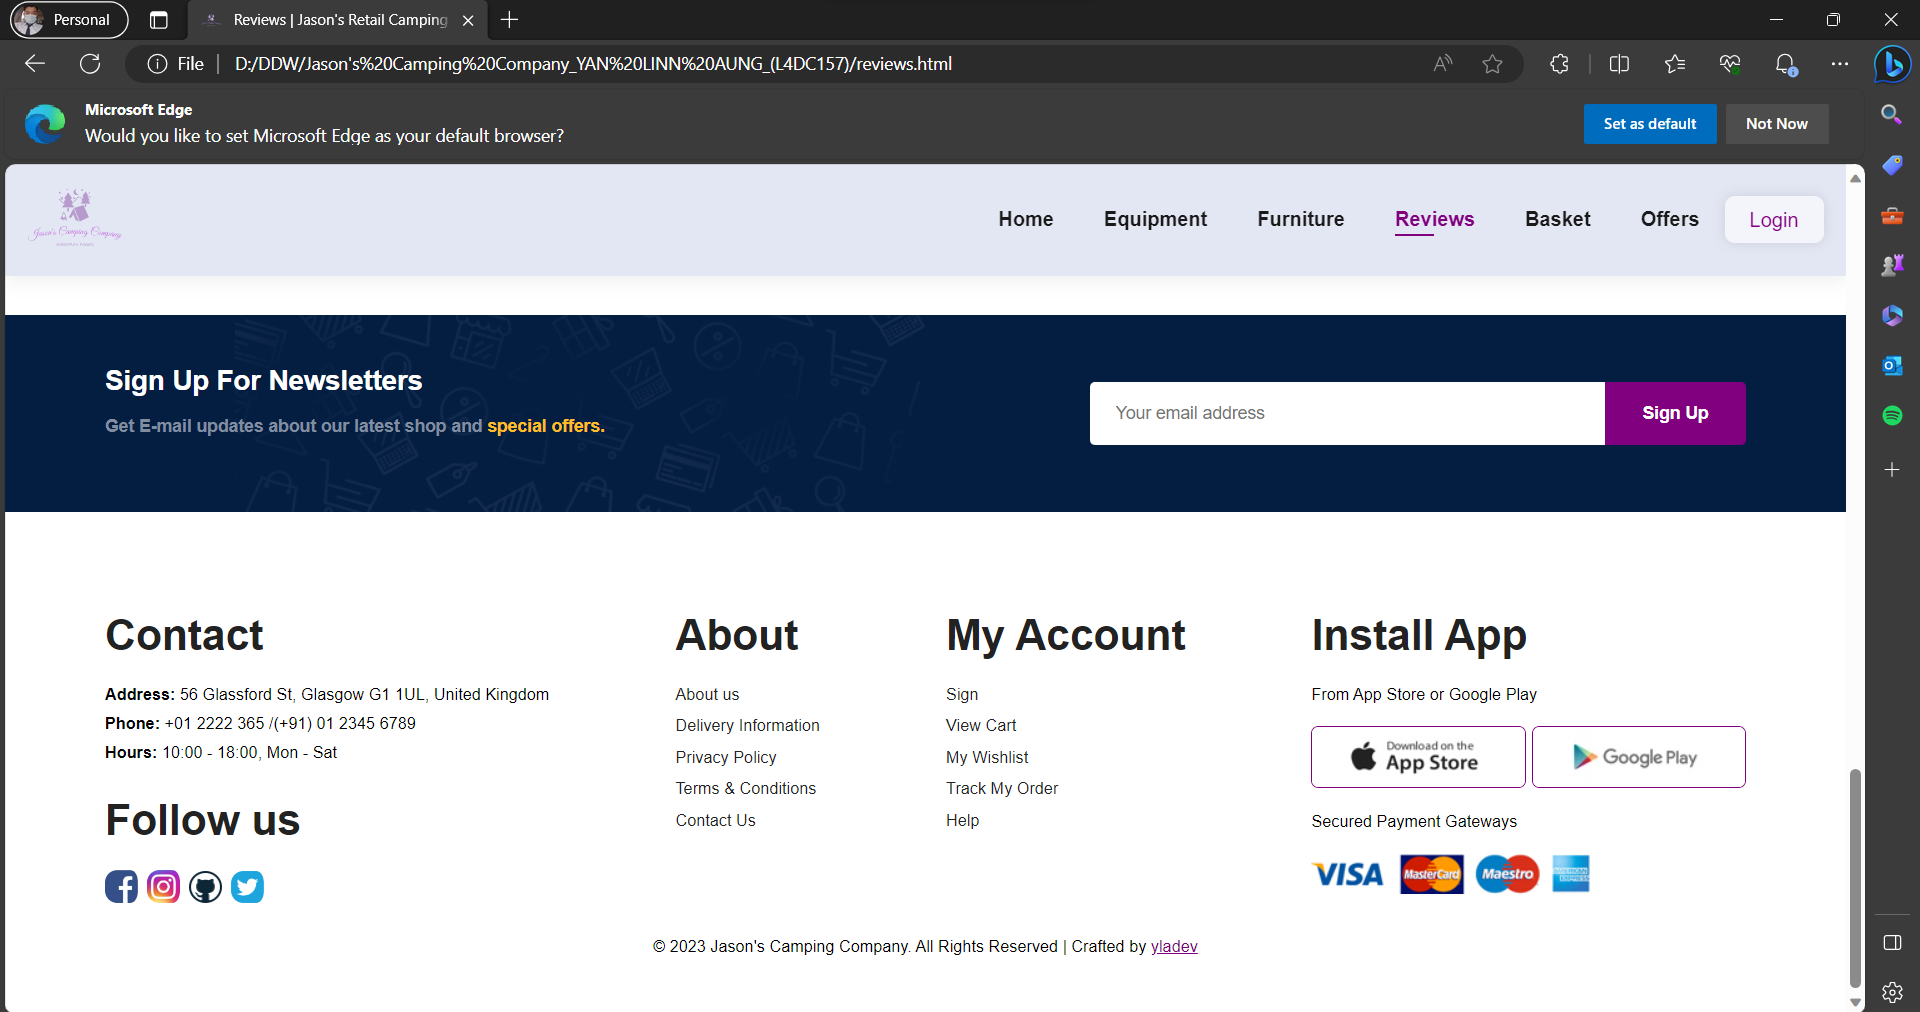 Personal
Reviews | Jason's Retail Camping
File
D:/DDW/Jason's%20Camping%20Company_YAN%20LINN%20AUNG_(L4DC157)/reviews.html
Microsoft Edge
Would you like to set Microsoft Edge as your default browser?
Set as default
Not Now
Jason's Camping Company
Home
Equipment
Furniture
Reviews
Basket
Offers
Login
Sign Up For Newsletters
Get E-mail updates about our latest shop and special offers.
Your email address
Sign Up
Contact
Address: 56 Glassford St, Glasgow G1 1UL, United Kingdom
Phone: +01 2222 365 /(+91) 01 2345 6789
Hours: 10:00 - 18:00, Mon - Sat
Follow us
About
About us
Delivery Information
Privacy Policy
Terms & Conditions
Contact Us
My Account
Sign
View Cart
My Wishlist
Track My Order
Help
Install App
From App Store or Google Play
Download on the
App Store
Google Play
Secured Payment Gateways
VISA
MasterCard
Maestro
AMERICAN
EXPRESS
© 2023 Jason's Camping Company. All Rights Reserved | Crafted by yladev